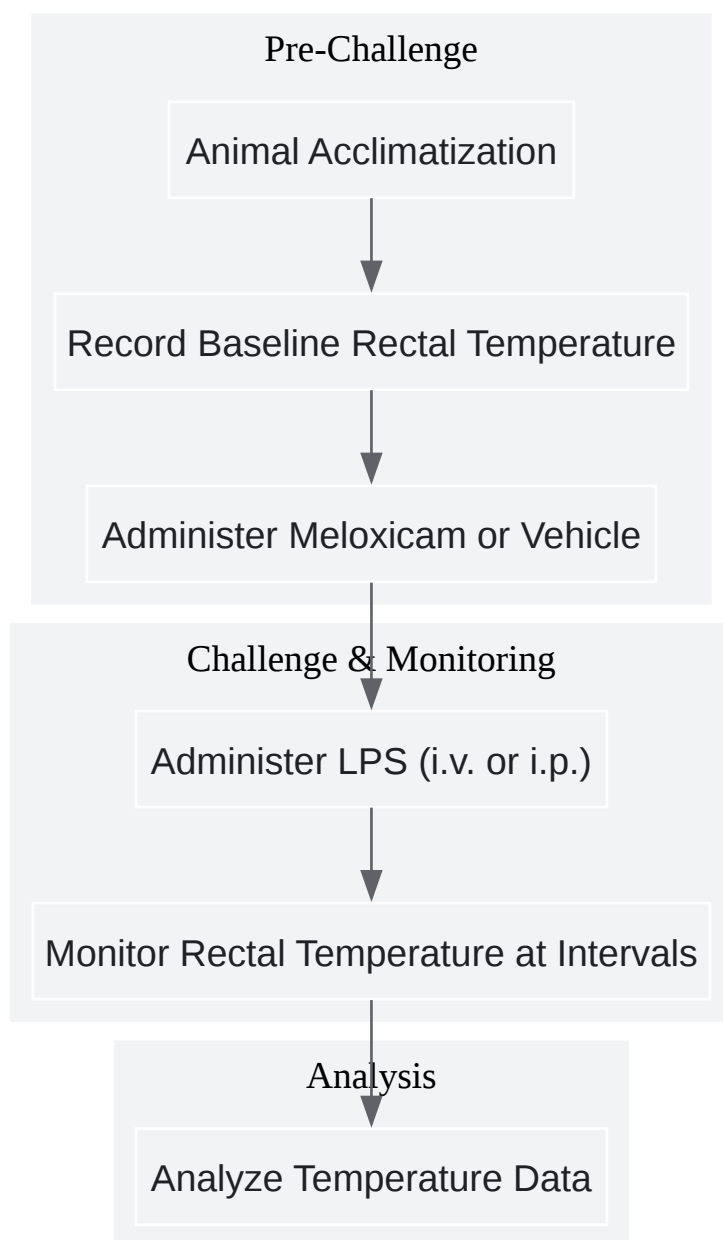 Pre-Challenge
Animal Acclimatization
Record Baseline Rectal Temperature
Administer Meloxicam or Vehicle
Challenge & Monitoring
Administer LPS (i.v. or i.p.)
Monitor Rectal Temperature at Intervals
Analysis
Analyze Temperature Data